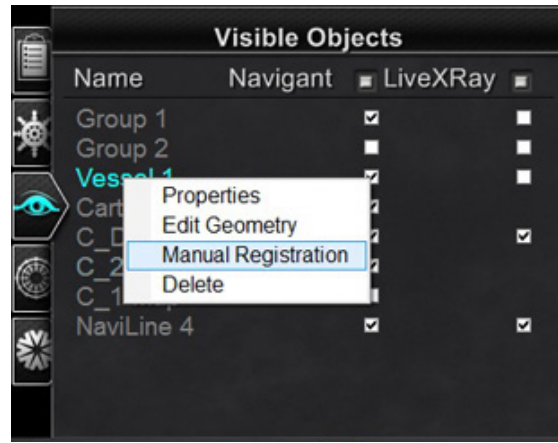 Visible Objects
Name Navigant LiveXRay
Group 1
Group 2
Vessel 1
Properties
Edit Geometry
Manual Registration
Delete
NaviLine 4